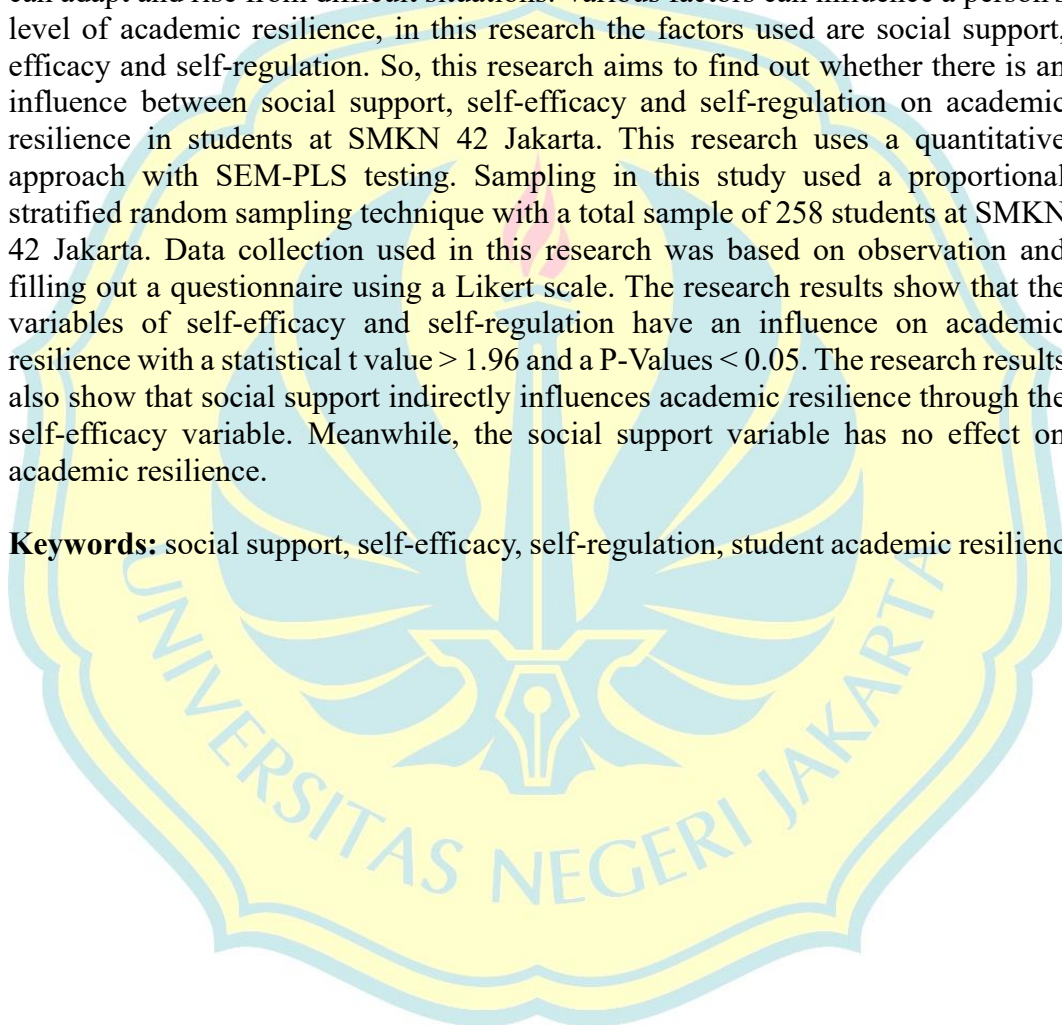 can adapt and rise from difficult situations. Various factors can influence a person's
level of academic resilience, in this research the factors used are social support,
efficacy and self-regulation. So, this research aims to find out whether there is an
influence between social support, self-efficacy and self-regulation on academic
resilience in students at SMKN 42 Jakarta. This research uses a quantitative
approach with SEM-PLS testing. Sampling in this study used a proportional
stratified random sampling technique with a total sample of 258 students at SMKN
42 Jakarta. Data collection used in this research was based on observation and
filling out a questionnaire using a Likert scale. The research results show that the
variables of self-efficacy and self-regulation have an influence on academic
resilience with a statistical t value > 1.96 and a P-Values < 0.05. The research results
also show that social support indirectly influences academic resilience through the
self-efficacy variable. Meanwhile, the social support variable has no effect on
academic resilience.
Keywords: social support, self-efficacy, self-regulation, student academic resilienc
UNIVERSITAS NEGERI JAKARTA